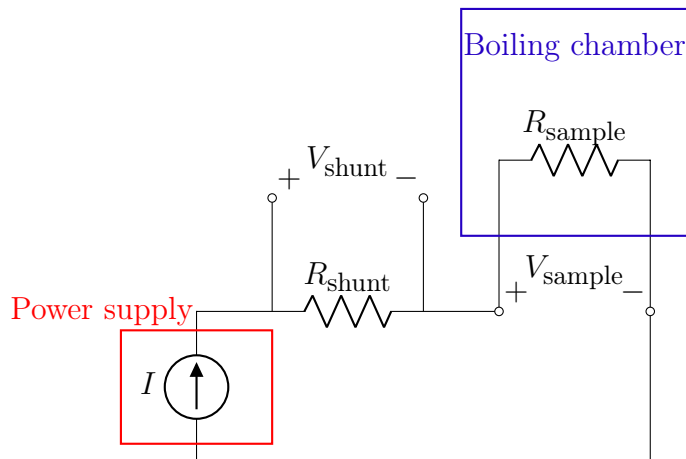 Boiling chamber
R_sample
+ V_shunt −
R_shunt
+ V_sample −
Power supply
I